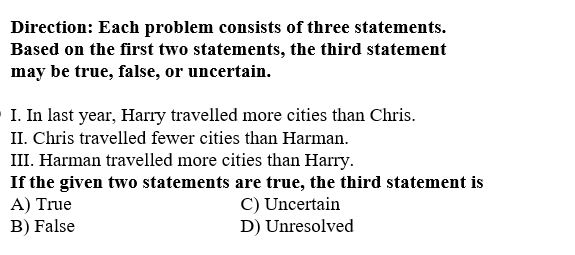 Direction: Each problem consists of three statements.
Based on the first two statements, the third statement
may be true, false, or uncertain.
I. In last year, Harry travelled more cities than Chris.
II. Chris travelled fewer cities than Harman.
III. Harman travelled more cities than Harry.
If the given two statements are true, the third statement is
A) True C) Uncertain
B) False D) Unresolved